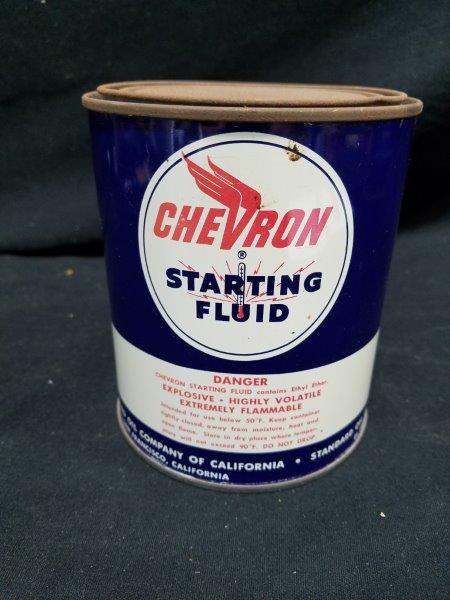 CHEVRON
®
STARTING
FLUID
DANGER
CHEVRON STARTING FLUID contains Ethyl Ether.
EXPLOSIVE • HIGHLY VOLATILE
EXTREMELY FLAMMABLE
Intended for use below 50°F. Keep container
tightly closed, away from moisture, heat and
open flame. Store in dry place where temper-
ature will not exceed 90°F. DO NOT DROP.
OIL COMPANY OF CALIFORNIA • STANDARD
FRANCISCO, CALIFORNIA